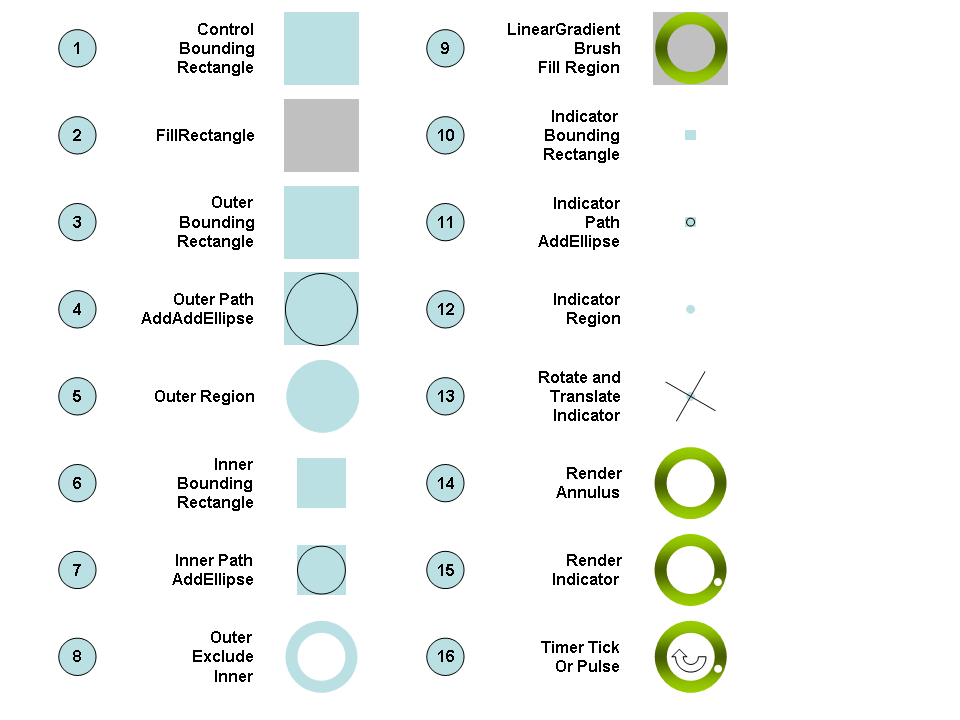 1
Control
Bounding
Rectangle
2
FillRectangle
3
Outer
Bounding
Rectangle
4
Outer Path
AddAddEllipse
5
Outer Region
6
Inner
Bounding
Rectangle
7
Inner Path
AddEllipse
8
Outer
Exclude
Inner
9
LinearGradient
Brush
Fill Region
10
Indicator
Bounding
Rectangle
11
Indicator
Path
AddEllipse
12
Indicator
Region
13
Rotate and
Translate
Indicator
14
Render
Annulus
15
Render
Indicator
16
Timer Tick
Or Pulse